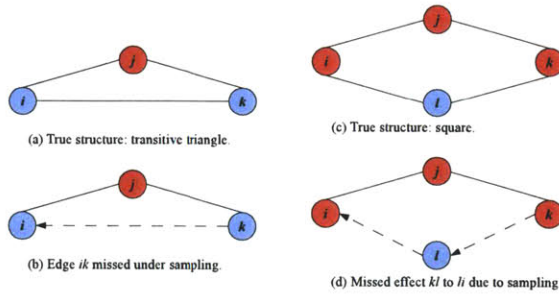 j
i
k
(a) True structure: transitive triangle.
j
i
k
(b) Edge ik missed under sampling.
j
i
k
l
(c) True structure: square.
j
i
k
l
(d) Missed effect kl to li due to sampling